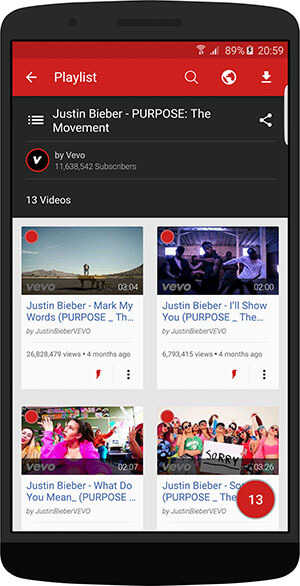 89% 20:59
Playlist
Justin Bieber - PURPOSE: The
Movement
by Vevo
11,638,542 Subscribers
13 Videos
vevo 03:04
vevo 02:00
Justin Bieber - Mark My
Words (PURPOSE _ Th...
by JustinBieberVEVO
Justin Bieber - I'll Show
You (PURPOSE _ Th...
by JustinBieberVEVO
26,828,479 views • 4 months ago
6,793,415 views • 4 months ago
vevo 02:07
SORRY
vevo 03:26
Justin Bieber - What Do
You Mean_ (PURPOSE ...
by JustinBieberVEVO
Justin Bieber - Sor
(PURPOSE _ The
by JustinBieberVEVO
13